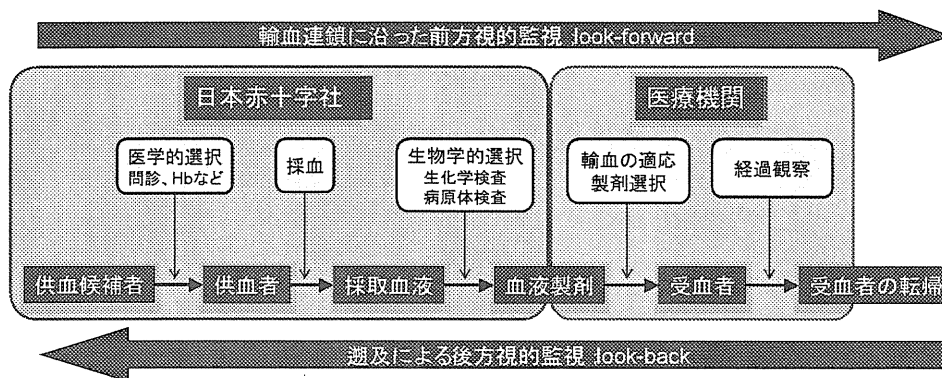 輸血連鎖に沿った前方視的監視 look-forward
日本赤十字社
医療機関
医学的選択
問診、Hbなど
採血
生物学的選択
生化学検査
病原体検査
輸血の適応
製剤選択
経過観察
供血候補者
供血者
採取血液
血液製剤
受血者
受血者の転帰
遡及による後方視的監視 look-back